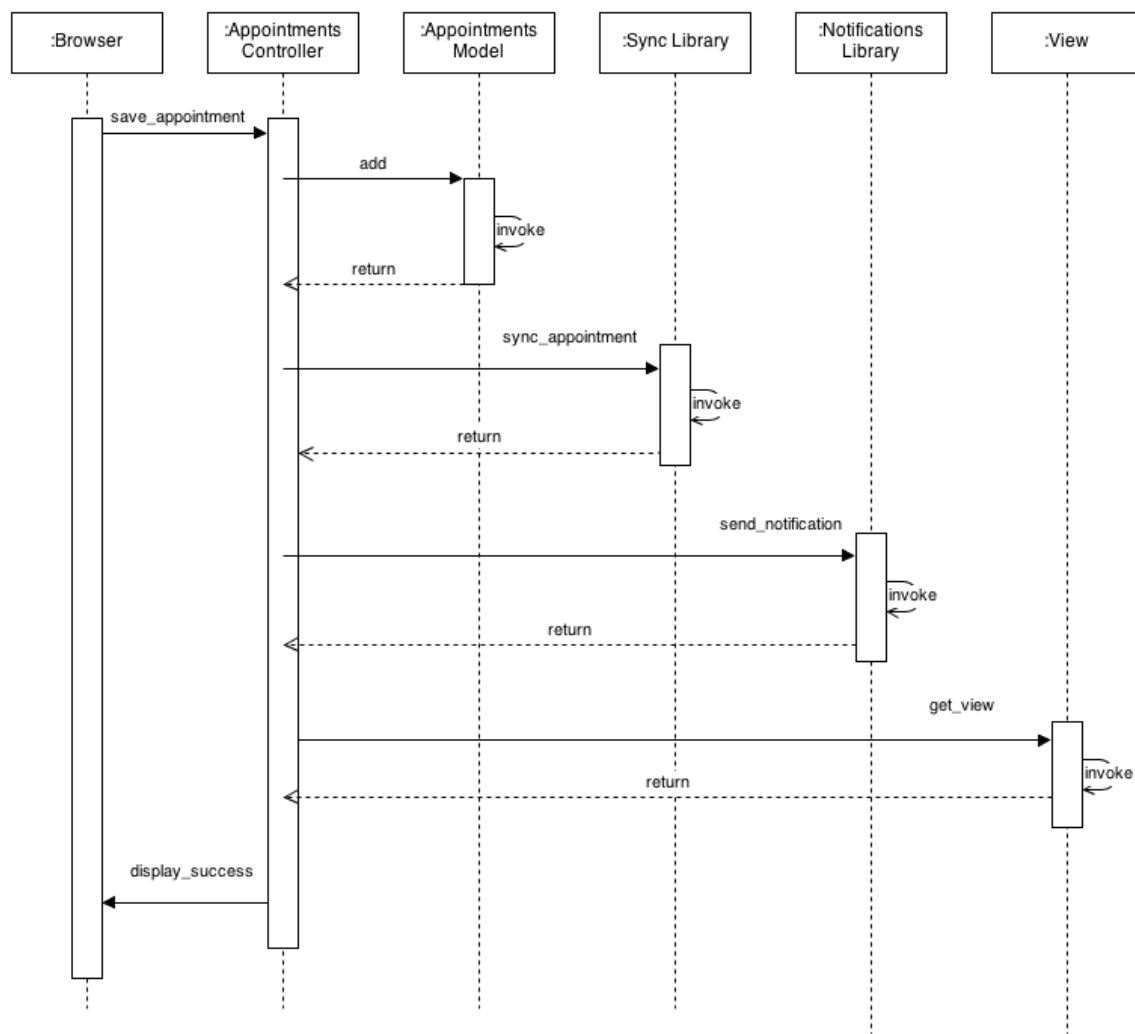 :Browser
:Appointments
Controller
:Appointments
Model
:Sync Library
:Notifications
Library
:View
save_appointment
add
invoke
return
sync_appointment
invoke
return
send_notification
invoke
return
get_view
invoke
return
display_success